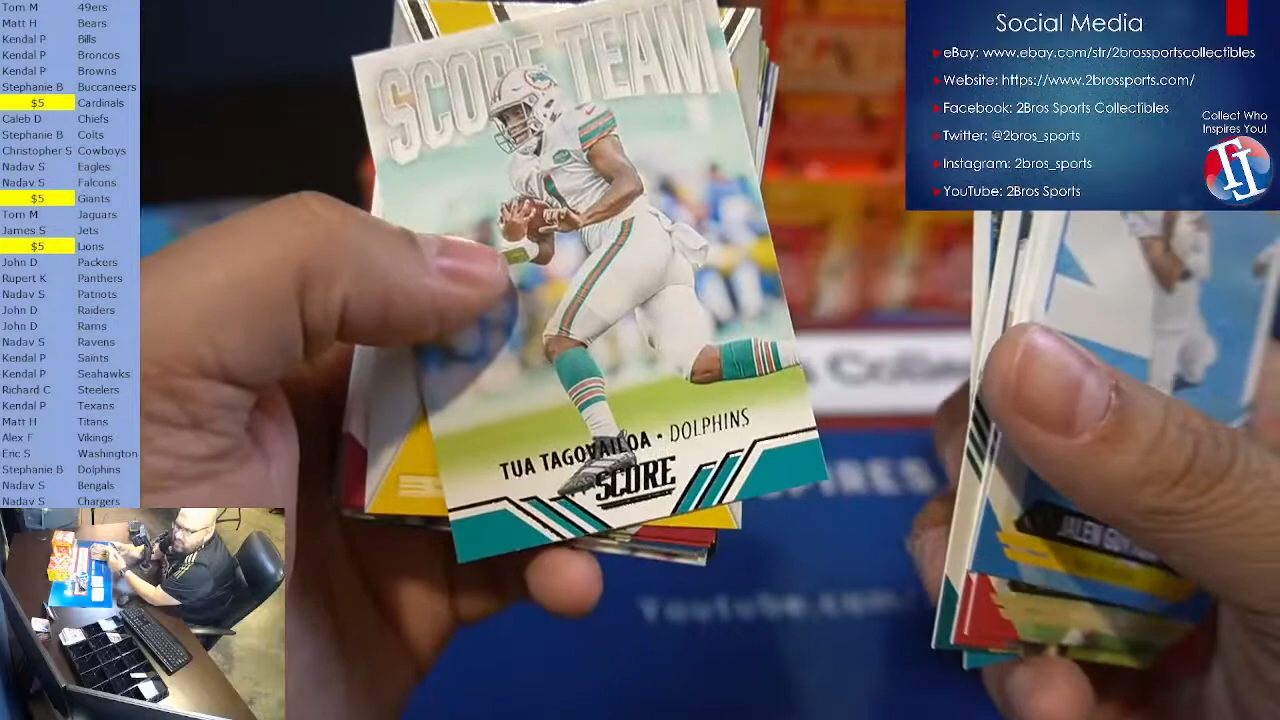 Tom M 49ers
Matt H Bears
Kendal P Bills
Kendal P Broncos
Kendal P Browns
Stephanie B Buccaneers
$5 Cardinals
Caleb D Chiefs
Stephanie B Colts
Christopher S Cowboys
Nadav S Eagles
Nadav S Falcons
$5 Giants
Tom M Jaguars
James S Jets
$5 Lions
John D Packers
Rupert K Panthers
Nadav S Patriots
John D Raiders
John D Rams
Nadav S Ravens
Kendal P Saints
Kendal P Seahawks
Richard C Steelers
Kendal P Texans
Matt H Titans
Alex F Vikings
Eric S Washington
Stephanie B Dolphins
Nadav S Bengals
Nadav S Chargers
SCORE TEAM
TUA TAGOVAILOA • DOLPHINS
SCORE
Social Media
eBay: www.ebay.com/str/2brossportscollectibles
Website: https://www.2brossports.com/
Facebook: 2Bros Sports Collectibles
Twitter: @2bros_sports
Instagram: 2bros_sports
YouTube: 2Bros Sports
Collect Who
Inspires You!
JALEN
Youtube.com/